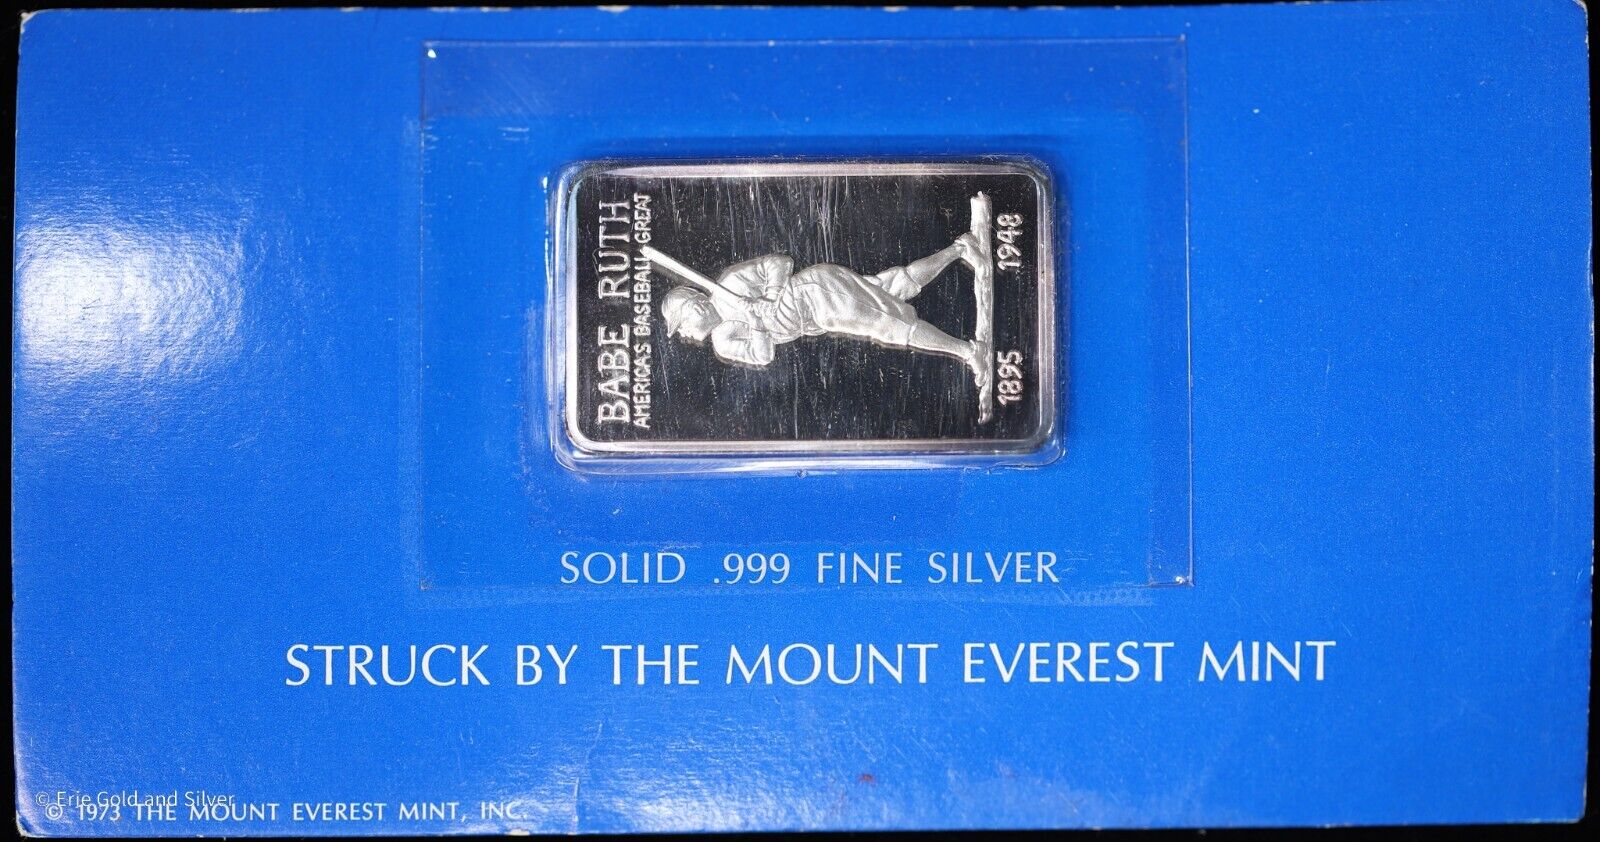 BABE RUTH
AMERICA'S BASEBALL GREAT
1895 1948
SOLID .999 FINE SILVER
STRUCK BY THE MOUNT EVEREST MINT
© Erie Gold and Silver
© 1973 THE MOUNT EVEREST MINT, INC.